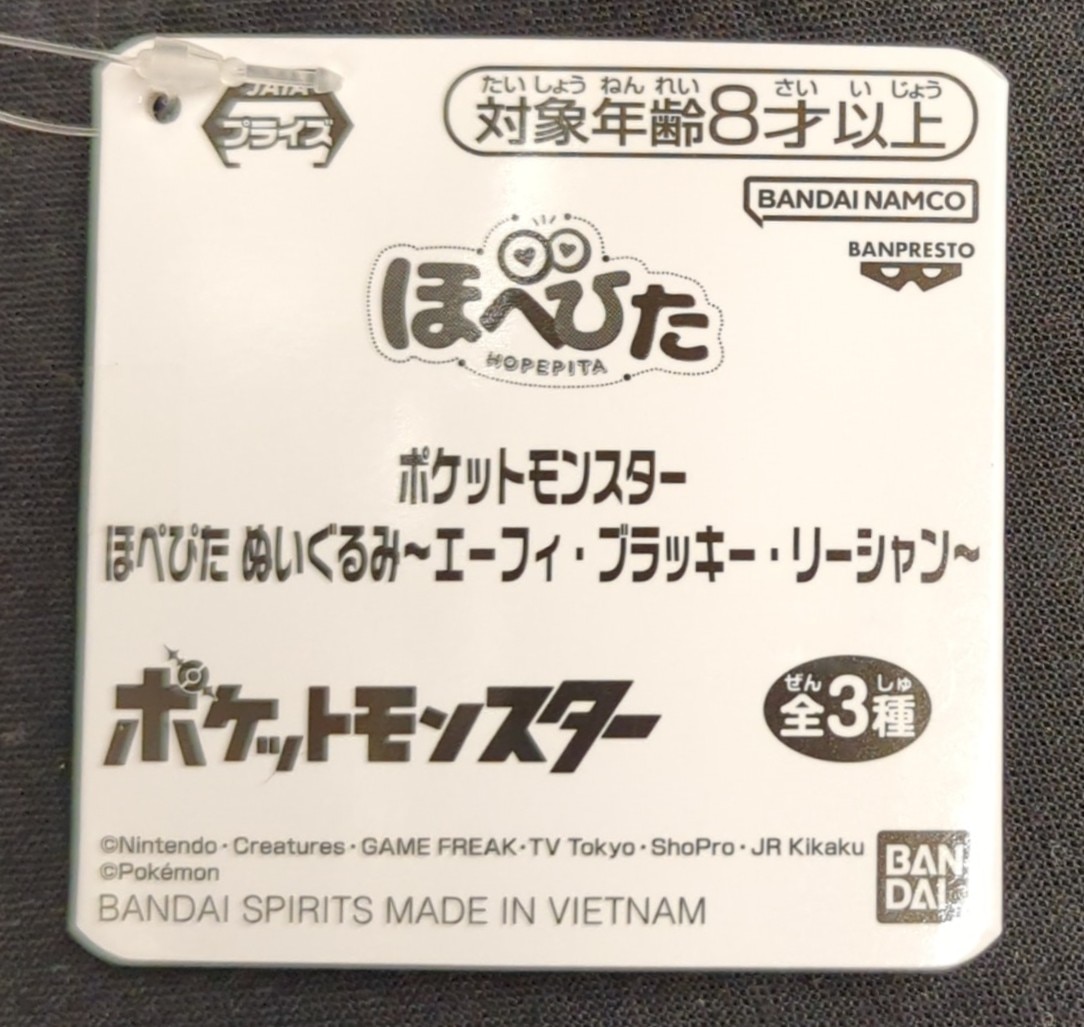 プライズ
たいしょうねんれい さい いじょう
対象年齢8才以上
BANDAI NAMCO
BANPRESTO
ほぺぴた
HOPEPITA
ポケットモンスター
ほぺぴた ぬいぐるみ~エーフィ・ブラッキー・リーシャン~
ポケットモンスター
ぜん しゅ
全3種
©Nintendo・Creatures・GAME FREAK・TV Tokyo・ShoPro・JR Kikaku
©Pokémon
BANDAI SPIRITS MADE IN VIETNAM
BAN
DAI